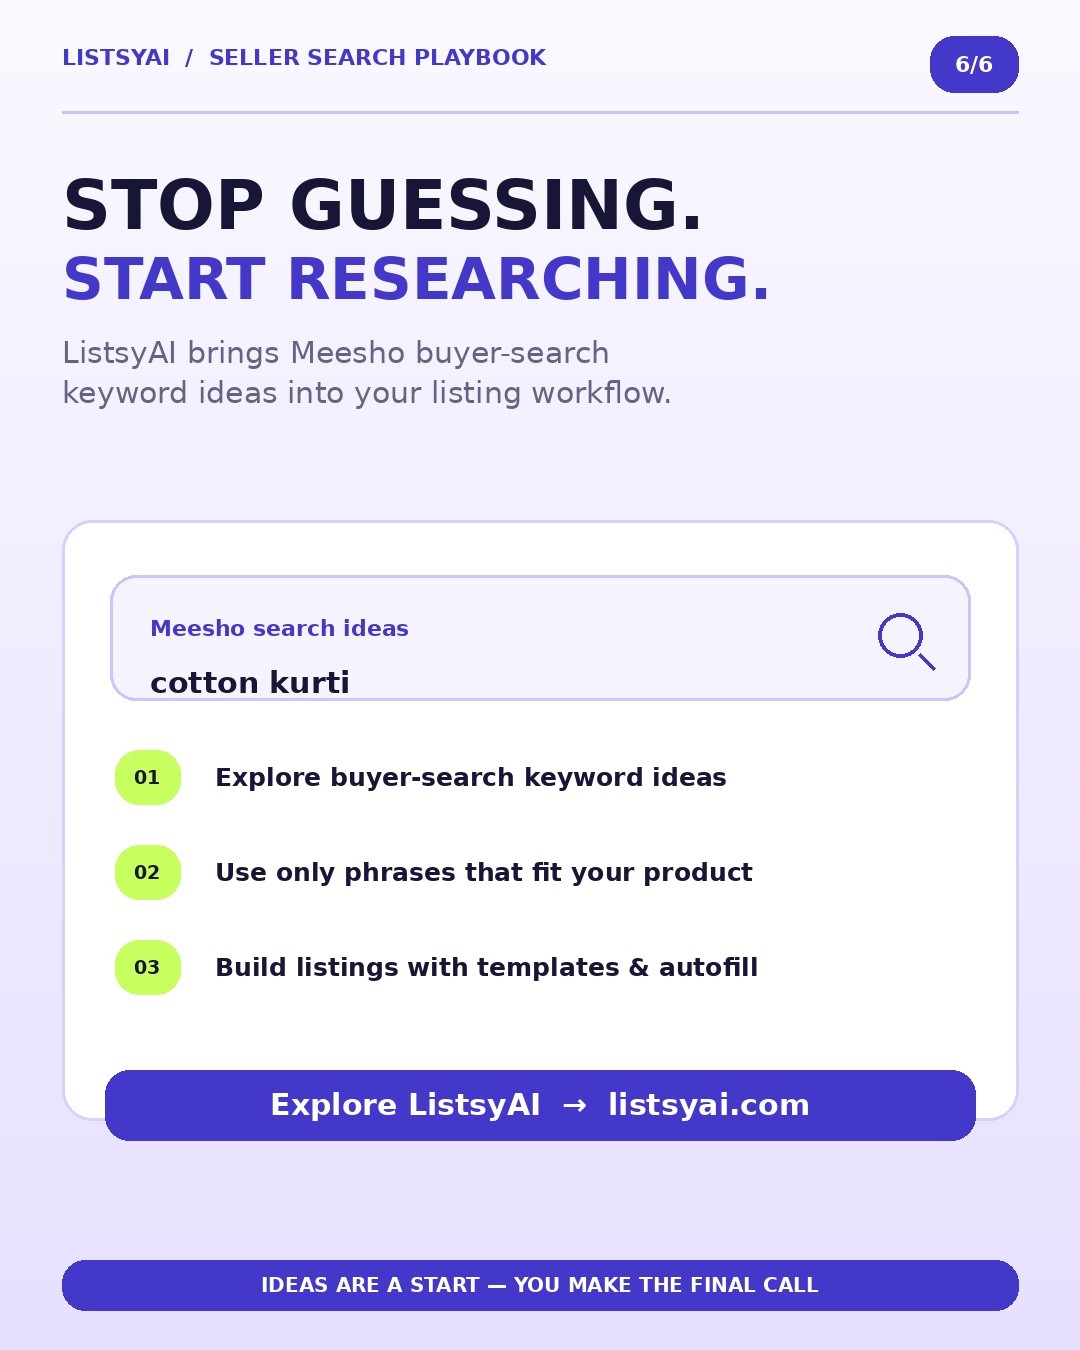 LISTSYAI / SELLER SEARCH PLAYBOOK
6/6
STOP GUESSING.
START RESEARCHING.
ListsyAI brings Meesho buyer-search
keyword ideas into your listing workflow.
Meesho search ideas
cotton kurti
01 Explore buyer-search keyword ideas
02 Use only phrases that fit your product
03 Build listings with templates & autofill
Explore ListsyAI → listsyai.com
IDEAS ARE A START — YOU MAKE THE FINAL CALL